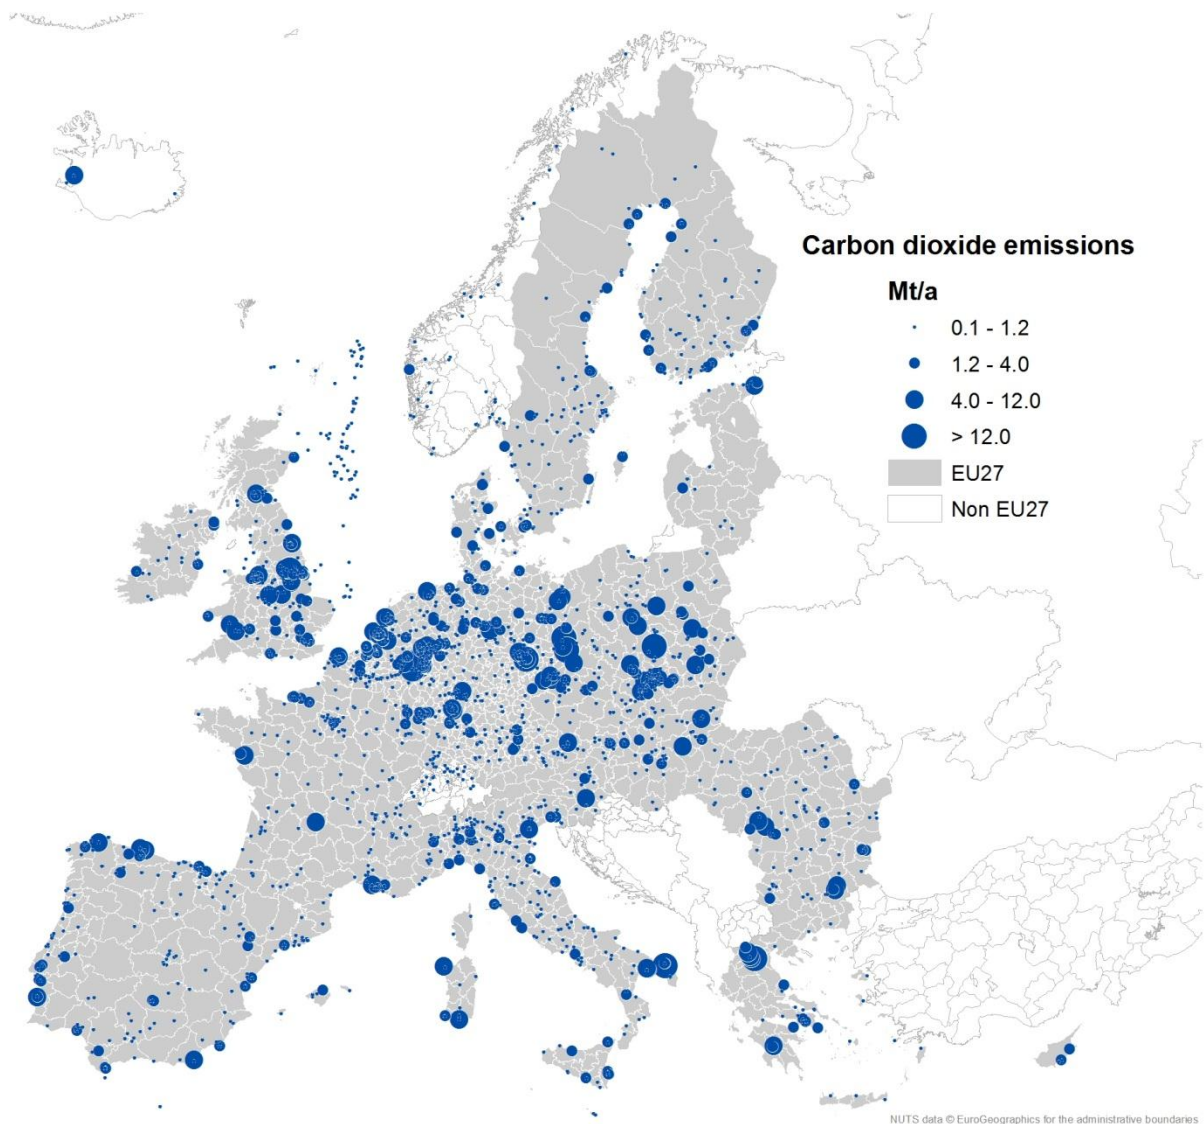 Carbon dioxide emissions
Mt/a
0.1 - 1.2
1.2 - 4.0
4.0 - 12.0
> 12.0
EU27
Non EU27
NUTS data © EuroGeographics for the administrative boundaries